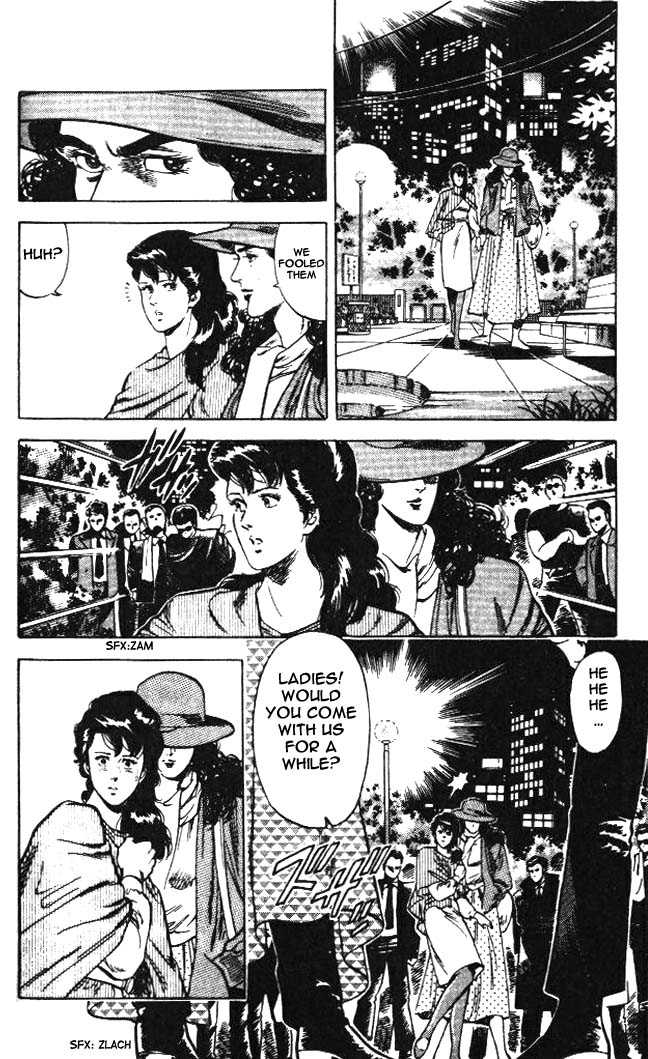 WE
FOOLED
THEM
HUH?
SFX:ZAM
HE
HE
HE
...
LADIES!
WOULD
YOU COME
WITH US
FOR A
WHILE?
SFX: ZLACH